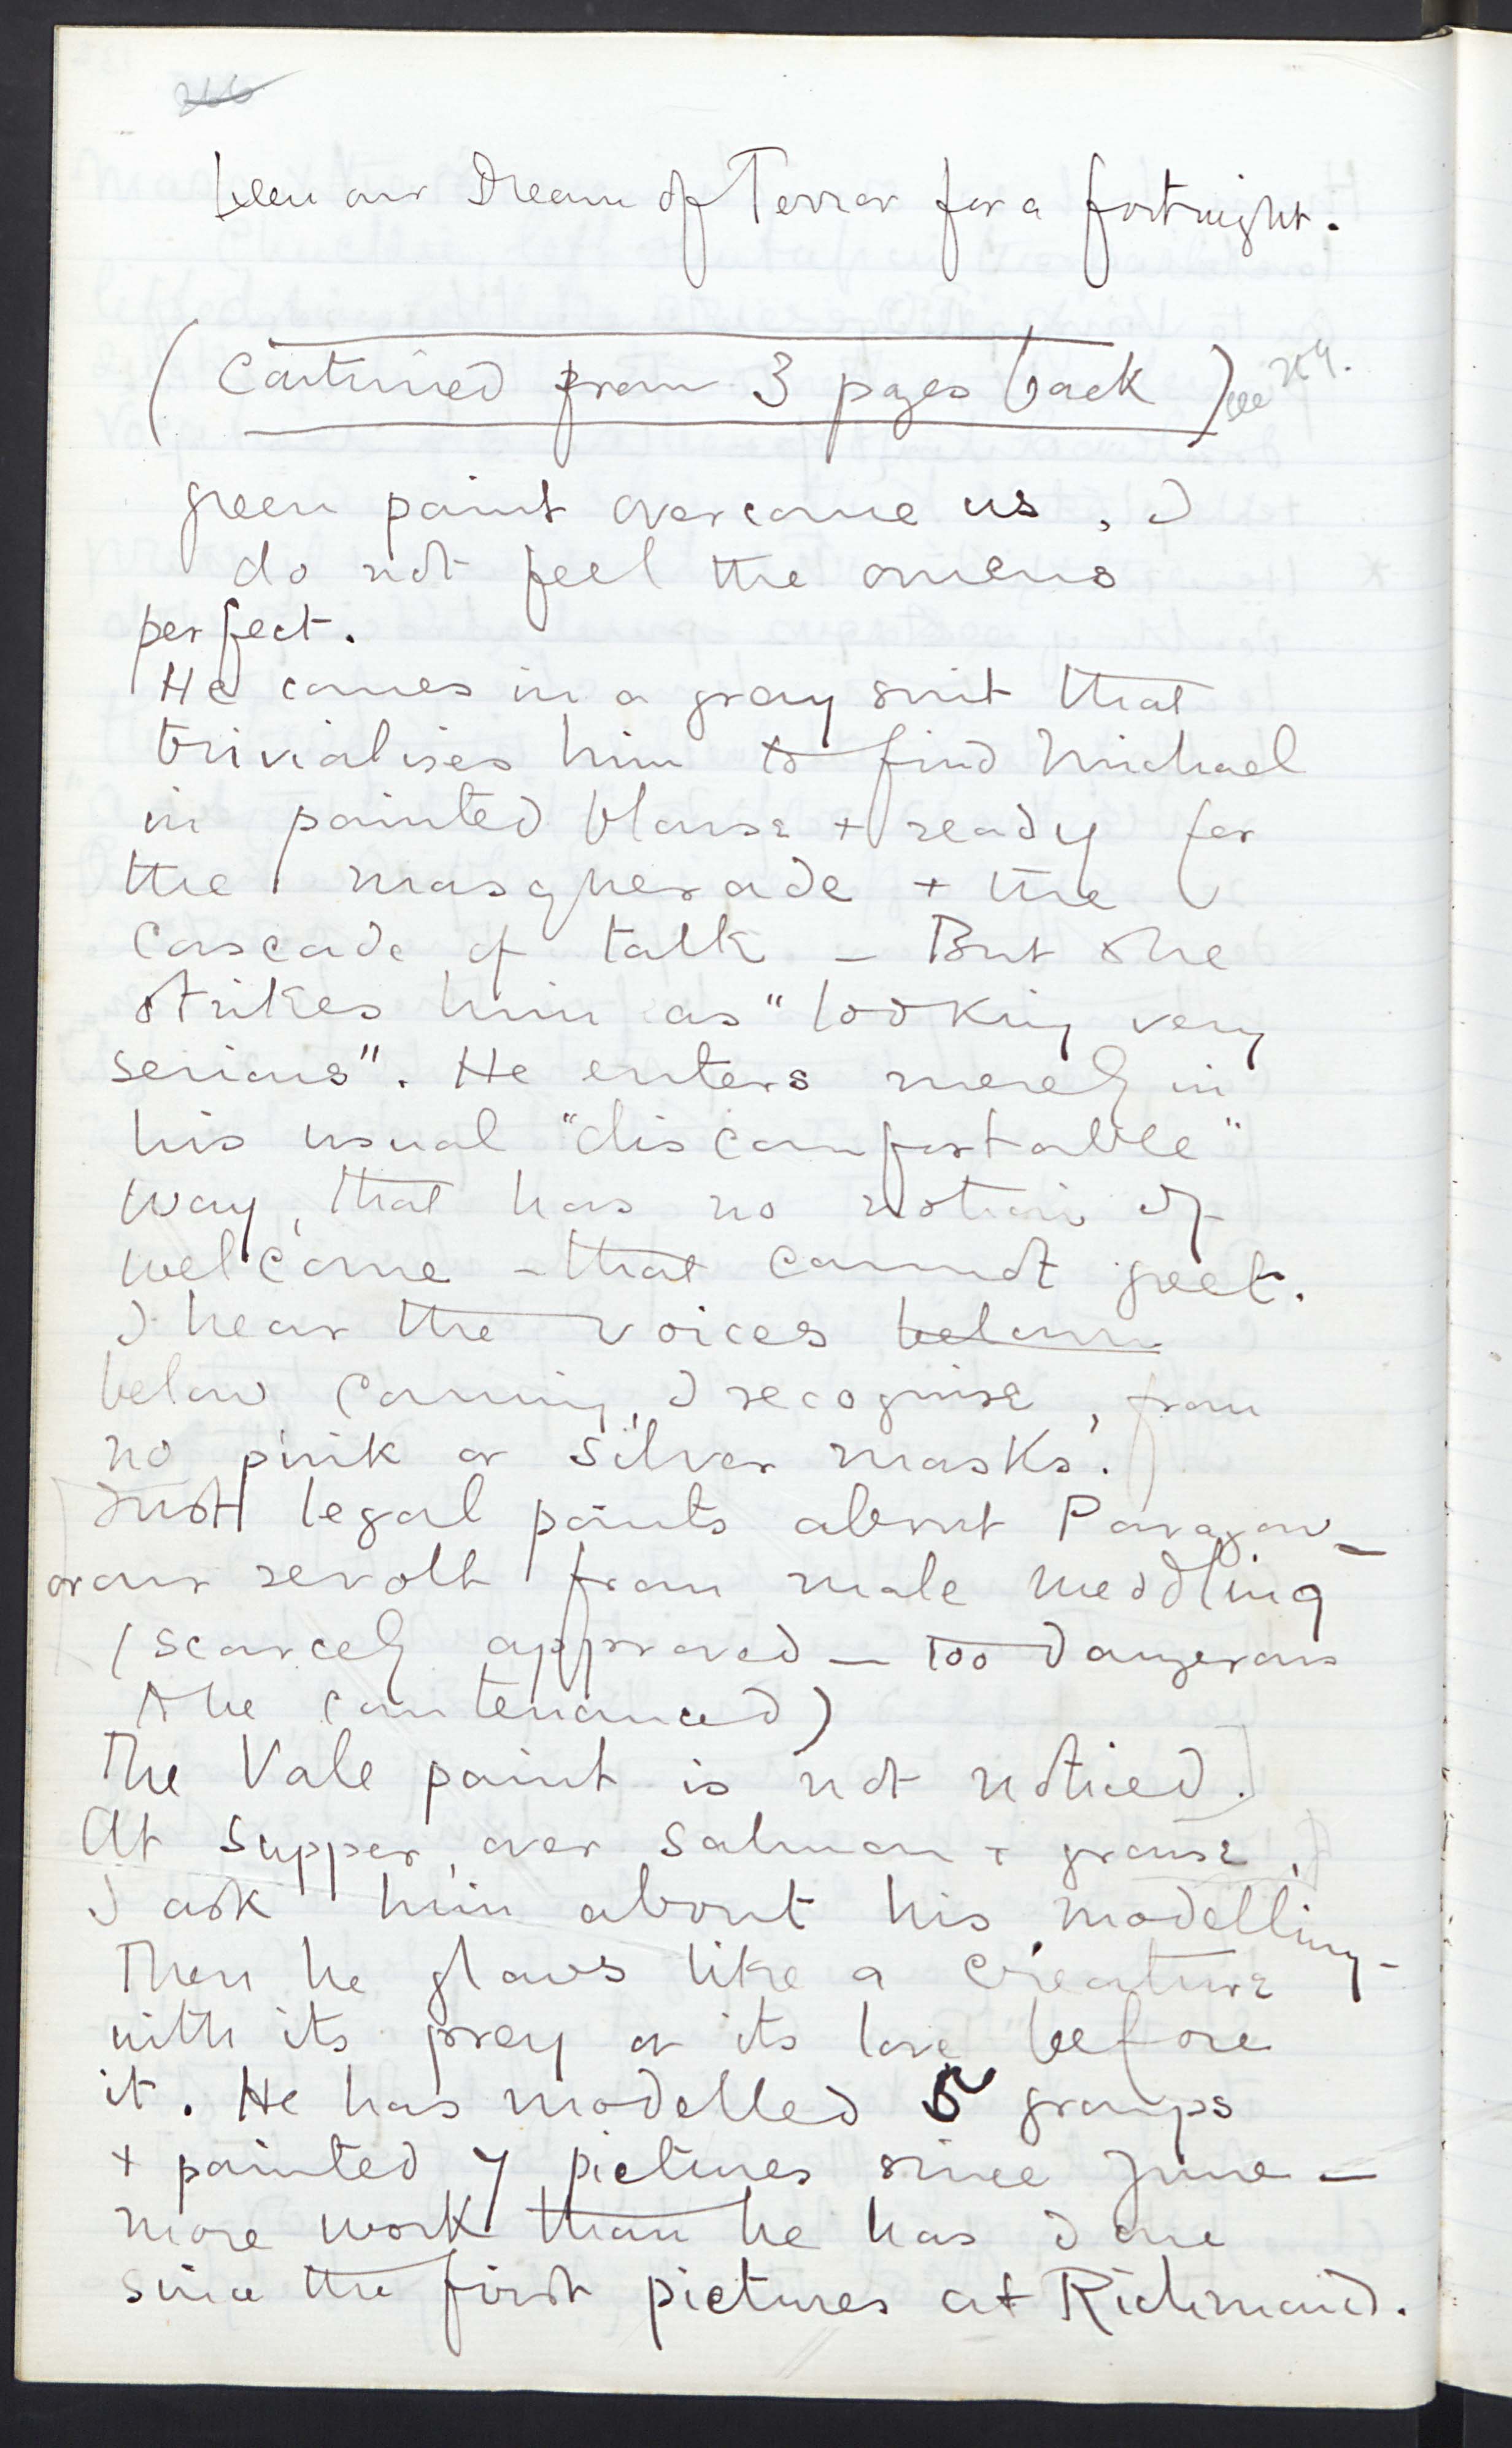 266
been our Dream of Terror for a fortnight.
(Continued from 3 pages back) see
green paint overcome us, I
do not feel the omens
perfect.
He comes in a gray suit that
trivialises him to find Michael
in painted blouse + ready for
the masquerade + the
cascade of talk – But she
strikes him as "looking very
serious". He enters merely in
his usual "discomfortable"
way, that has no notion of
welcome – that cannot greet.
I hear the voices below
below coming, I recognise, from
no pink or silver masks.
Just legal points about Paragon –
or our revolt from male meddling
(scarcely approved – too dangerous
to be countenanced)
The Vale paint is not noticed.]
At supper, over salmon + grouse,
I ask him about his modelling –
Then he glows like a creature
with its prey or its love before
it. He has modelled 5 groups
+ painted 7 pictures since June –
more work than he has done
since the first pictures at Richmond.